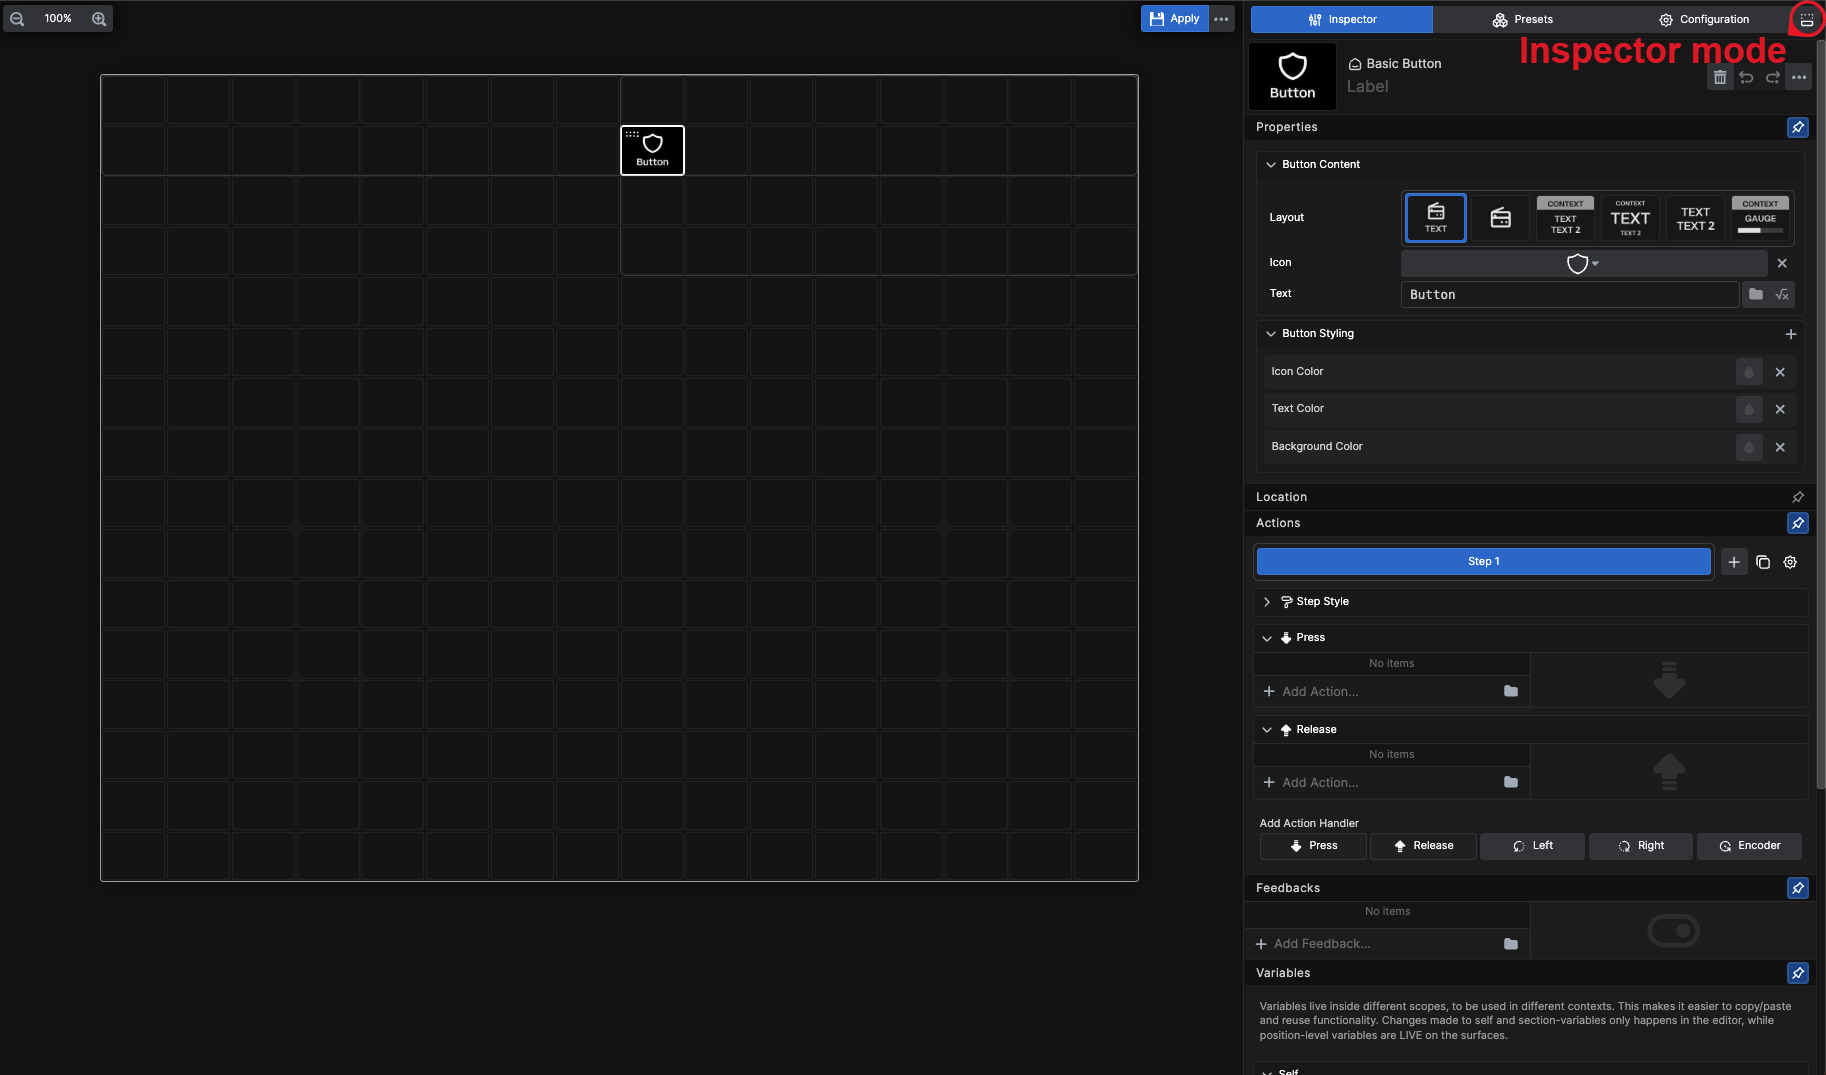 100%
Apply
Inspector
Presets
Configuration
Inspector mode
Button
Basic Button
Label
Properties
Button
Button Content
Layout
TEXT
CONTEXT
TEXT
TEXT 2
CONTEXT
TEXT
TEXT 2
TEXT
TEXT 2
CONTEXT
GAUGE
Icon
Text
Button
Button Styling
Icon Color
Text Color
Background Color
Location
Actions
Step 1
Step Style
Press
No items
Add Action...
Release
No items
Add Action...
Add Action Handler
Press
Release
Left
Right
Encoder
Feedbacks
No items
Add Feedback...
Variables
Variables live inside different scopes, to be used in different contexts. This makes it easier to copy/paste
and reuse functionality. Changes made to self and section-variables only happens in the editor, while
position-level variables are LIVE on the surfaces.
Self